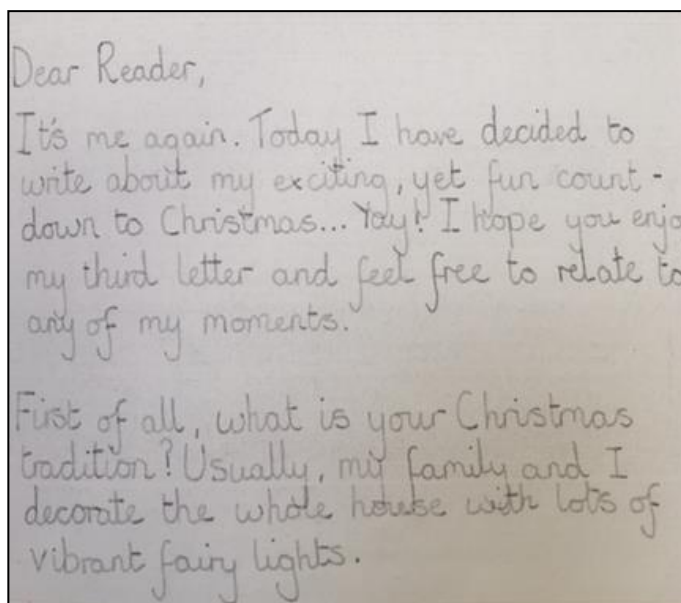 Dear Reader,
It's me again. Today I have decided to
write about my exciting, yet fun count-
down to Christmas... Yay! I hope you enjo
my third letter and feel free to relate to
any of my moments.
First of all, what is your Christmas
tradition? Usually, my family and I
decorate the whole house with lots of
vibrant fairy lights.